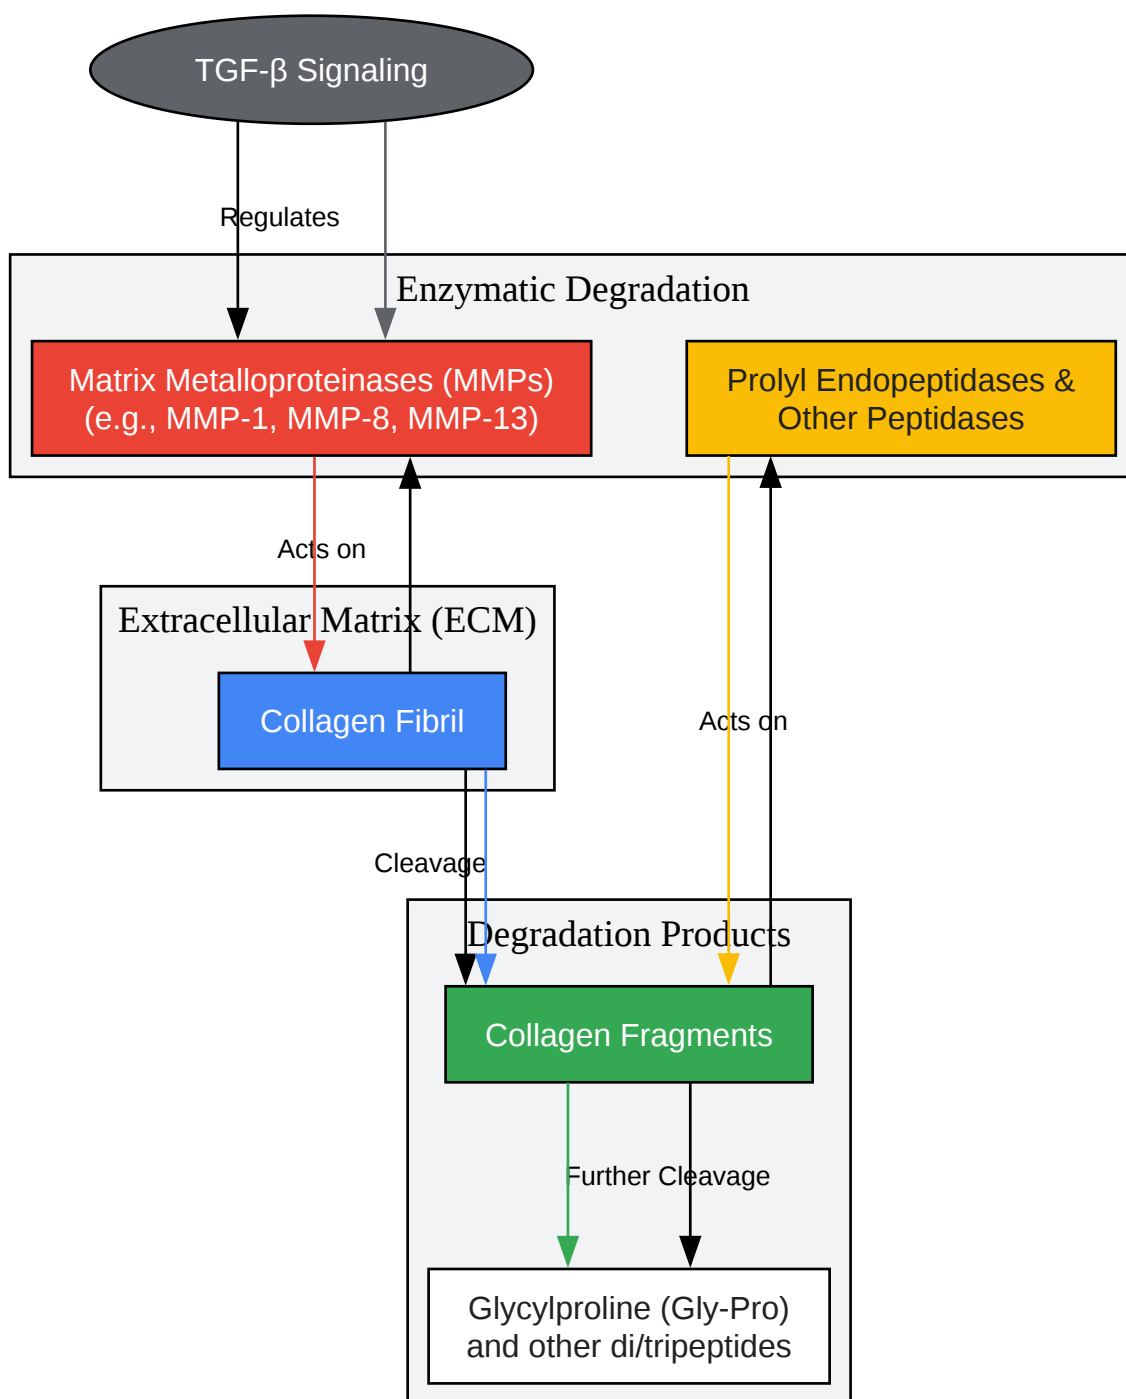 TGF-β Signaling
Regulates
Enzymatic Degradation
Matrix Metalloproteinases (MMPs)
(e.g., MMP-1, MMP-8, MMP-13)
Prolyl Endopeptidases &
Other Peptidases
Acts on
Extracellular Matrix (ECM)
Collagen Fibril
Acts on
Cleavage
Degradation Products
Collagen Fragments
Further Cleavage
Glycylproline (Gly-Pro)
and other di/tripeptides